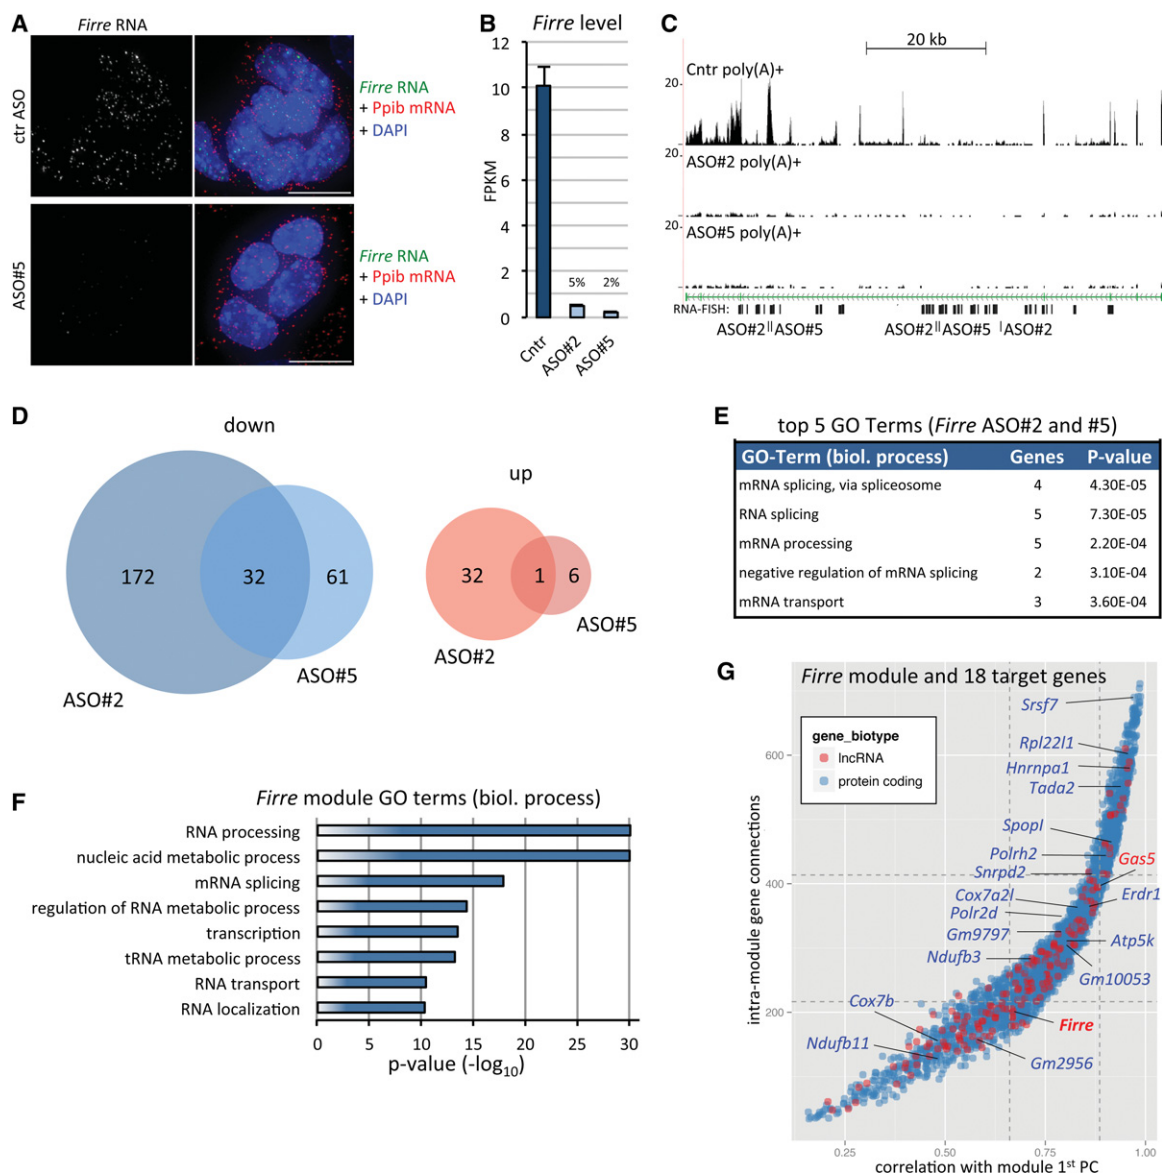 A
Firre RNA
ctr ASO
Firre RNA
+ Ppib mRNA
+ DAPI
ASO#5
Firre RNA
+ Ppib mRNA
+ DAPI
B
Firre level
FPKM
12
10
8
6
4
2
0
5%
2%
Cntr
ASO#2
ASO#5
C
20 kb
Cntr poly(A)+
20
ASO#2 poly(A)+
20
ASO#5 poly(A)+
20
RNA-FISH:
ASO#2 ASO#5 ASO#2 ASO#5 ASO#2
D
down
172
32
61
ASO#2
ASO#5
up
32
1
6
ASO#2
ASO#5
E
top 5 GO Terms (Firre ASO#2 and #5)
GO-Term (biol. process) Genes P-value
mRNA splicing, via spliceosome 4 4.30E-05
RNA splicing 5 7.30E-05
mRNA processing 5 2.20E-04
negative regulation of mRNA splicing 2 3.10E-04
mRNA transport 3 3.60E-04
F
Firre module GO terms (biol. process)
RNA processing
nucleic acid metabolic process
mRNA splicing
regulation of RNA metabolic process
transcription
tRNA metabolic process
RNA transport
RNA localization
0 5 10 15 20 25 30
p-value (-log10)
G
Firre module and 18 target genes
gene_biotype
lncRNA
protein coding
intra-module gene connections
600
400
200
Srsf7
Rpl22l1
Hnrnpa1
Tada2
Spopl
Polrh2
Gas5
Snrpd2
Cox7a2l
Erdr1
Polr2d
Gm9797
Atp5k
Ndufb3
Gm10053
Cox7b
Firre
Ndufb11
Gm2956
0.25 0.50 0.75 1.00
correlation with module 1st PC